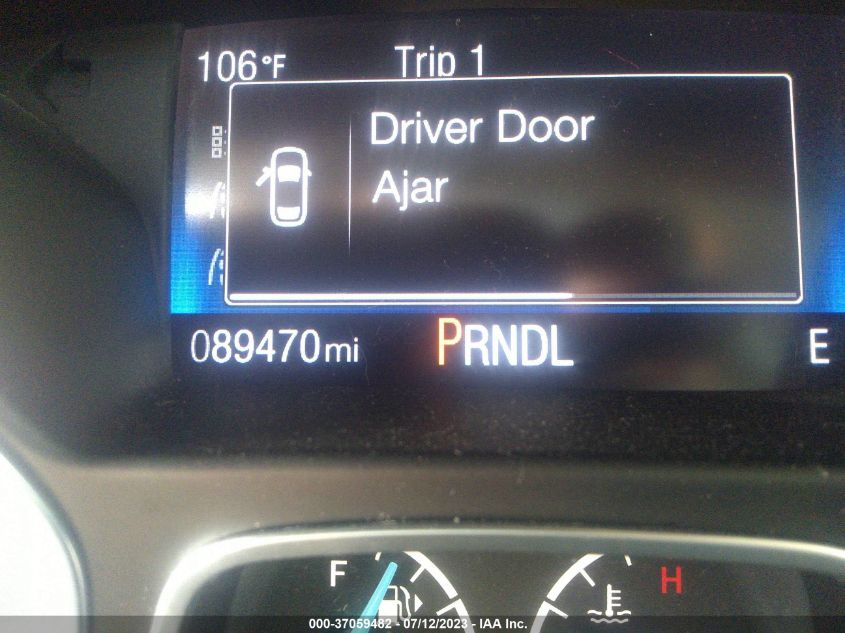 106°F Trip 1
Driver Door
Ajar
089470mi PRNDL E
F H
000-37059482 - 07/12/2023 - IAA Inc.